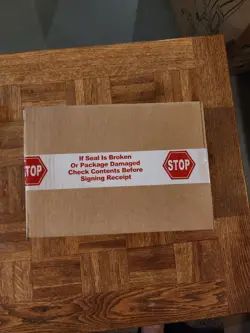 STOP
If Seal Is Broken
Or Package Damaged
Check Contents Before
Signing Receipt
STOP